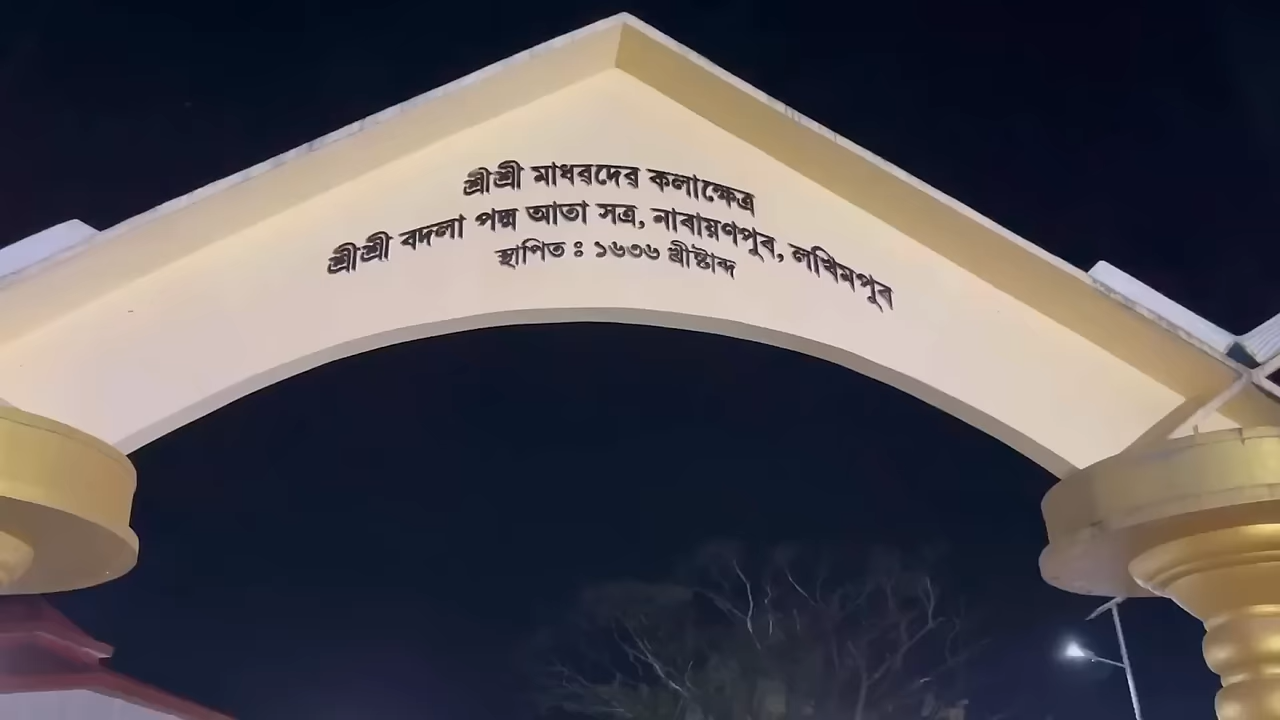 শ্রীশ্ৰী মাধৱদেৱ কলাক্ষেত্ৰ
শ্রীশ্ৰী বদলা পদ্ম আতা সত্ৰ, নাৰায়ণপুৰ, লখিমপুৰ
স্থাপিত ঃ ১৬৩৬ খ্ৰীষ্টাব্দ